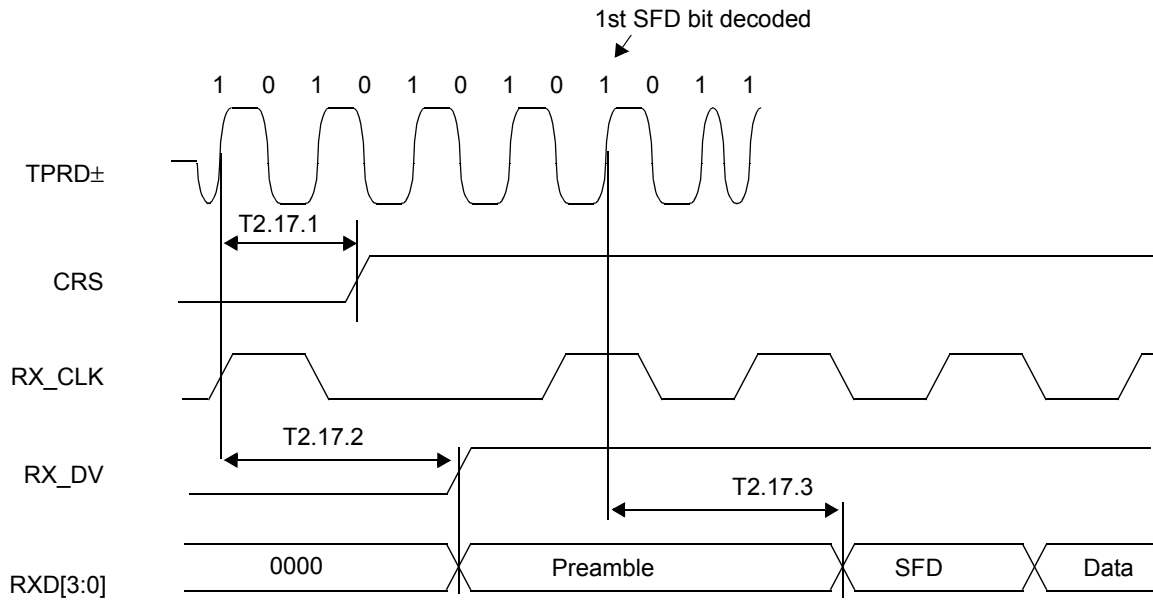 1st SFD bit decoded
1 0 1 0 1 0 1 0 1 0 1 1
TPRD±
T2.17.1
CRS
RX_CLK
T2.17.2
RX_DV
T2.17.3
0000 Preamble SFD Data
RXD[3:0]